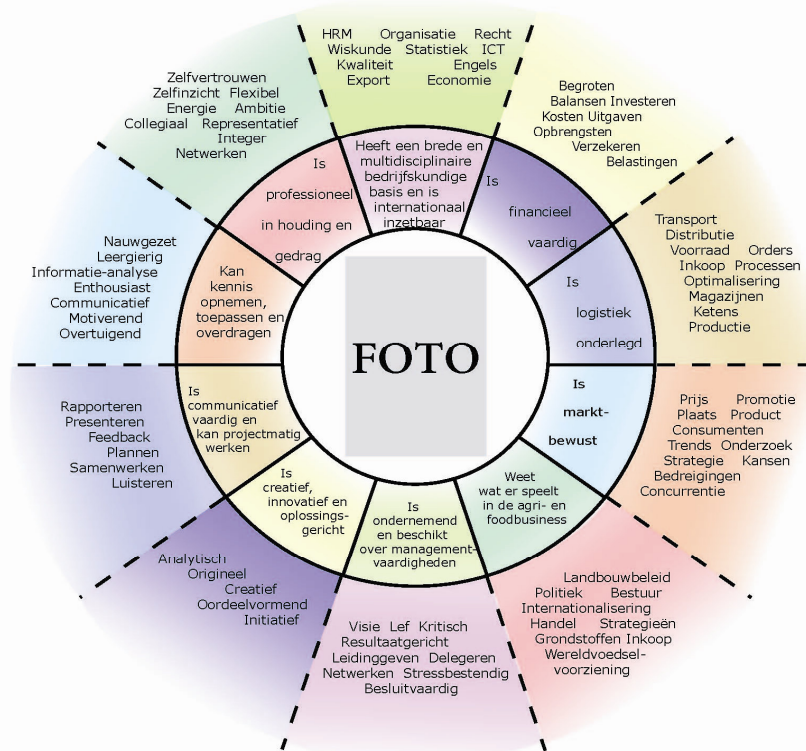 HRM Organisatie Recht
Wiskunde Statistiek ICT
Kwaliteit Engels
Export Economie
Heeft een brede en
multidisciplinaire
bedrijfskundige
basis en is
internationaal
inzetbaar
Begroten
Balansen Investeren
Kosten Uitgaven
Opbrengsten
Verzekeren
Belastingen
Is
financieel
vaardig
Transport
Distributie
Voorraad Orders
Inkoop Processen
Optimalisering
Magazijnen
Ketens
Productie
Is
logistiek
onderlegd
Prijs Promotie
Plaats Product
Consumenten
Trends Onderzoek
Strategie Kansen
Bedreigingen
Concurrentie
Is
markt-
bewust
Landbouwbeleid
Politiek Bestuur
Internationalisering
Handel Strategieën
Grondstoffen Inkoop
Wereldvoedsel-
voorziening
Weet
wat er speelt
in de agri- en
foodbusiness
Visie Lef Kritisch
Resultaatgericht
Leidinggeven Delegeren
Netwerken Stressbestendig
Besluitvaardig
Is
ondernemend
en beschikt
over management-
vaardigheden
Analytisch
Origineel
Creatief
Oordeelvormend
Initiatief
Is
creatief,
innovatief en
oplossings-
gericht
Rapporteren
Presenteren
Feedback
Plannen
Samenwerken
Luisteren
Is
communicatief
vaardig en
kan projectmatig
werken
Nauwgezet
Leergierig
Informatie-analyse
Enthousiast
Communicatief
Motiverend
Overtuigend
Kan
kennis
opnemen,
toepassen en
overdragen
Zelfvertrouwen
Zelfinzicht Flexibel
Energie Ambitie
Collegiaal Representatief
Integer
Netwerken
Is
professioneel
in houding en
gedrag
FOTO